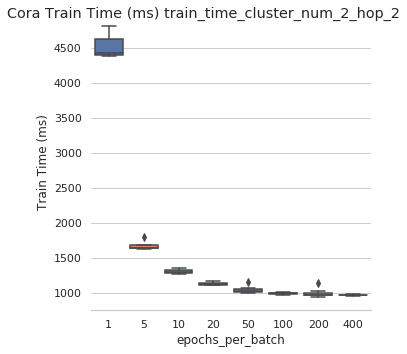 Cora Train Time (ms) train_time_cluster_num_2_hop_2
Train Time (ms)
4500
4000
3500
3000
2500
2000
1500
1000
1 5 10 20 50 100 200 400
epochs_per_batch